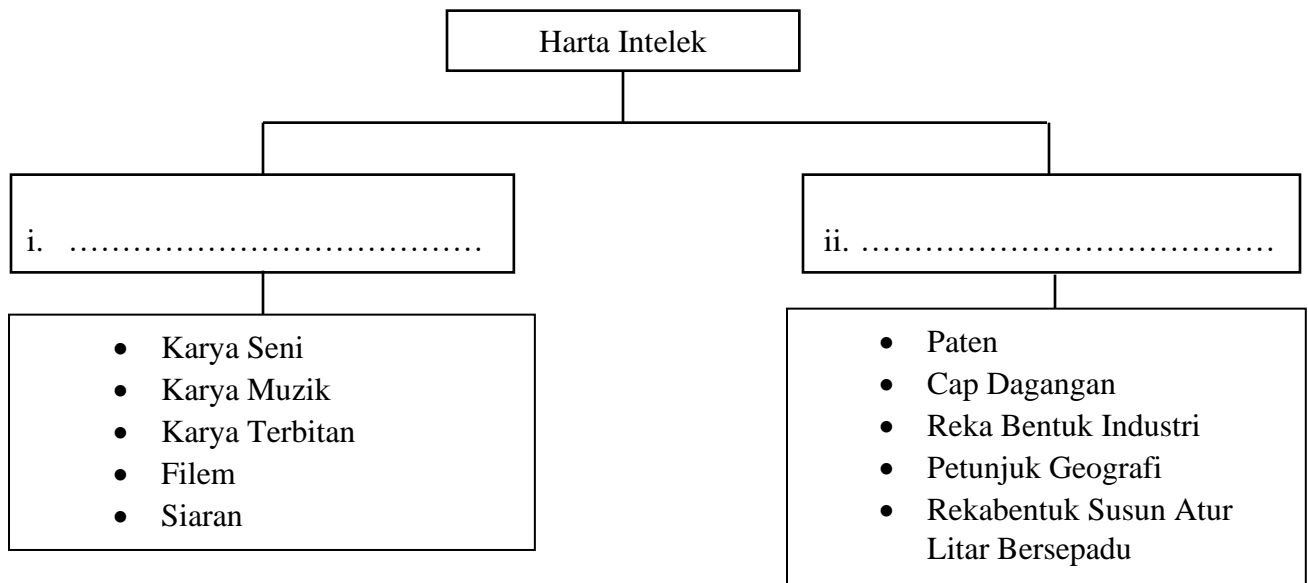 Harta Intelek
i. ………………………………….
ii. ………………………………….
• Karya Seni
• Karya Muzik
• Karya Terbitan
• Filem
• Siaran
• Paten
• Cap Dagangan
• Reka Bentuk Industri
• Petunjuk Geografi
• Rekabentuk Susun Atur
Litar Bersepadu